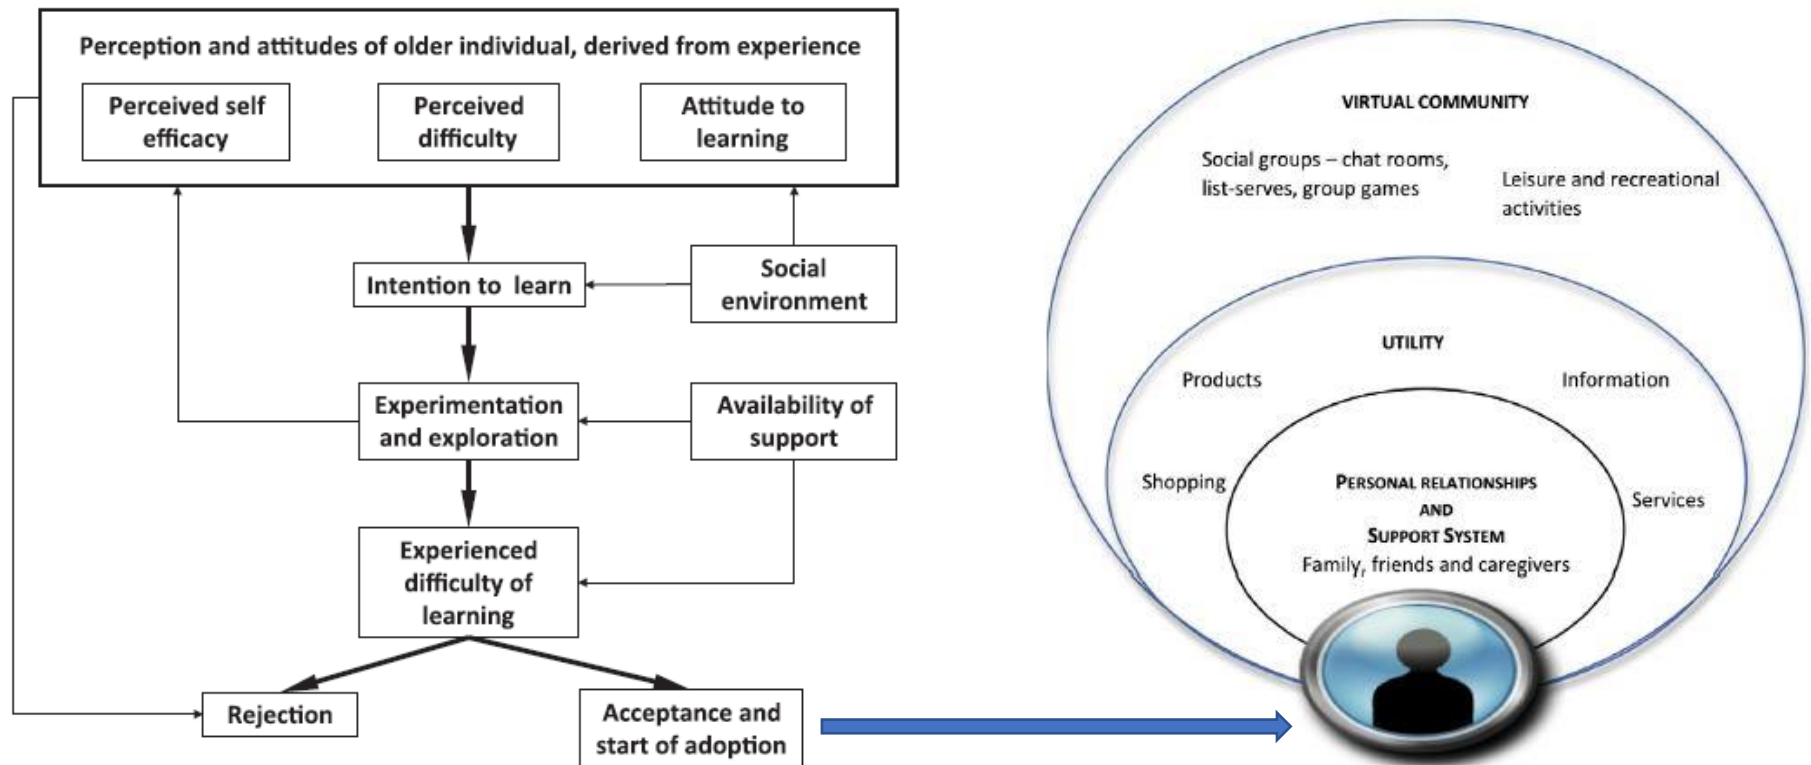 Perception and attitudes of older individual, derived from experience
Perceived self
efficacy
Perceived
difficulty
Attitude to
learning
Intention to learn
Social
environment
Experimentation
and exploration
Availability of
support
Experienced
difficulty of
learning
Rejection
Acceptance and
start of adoption
VIRTUAL COMMUNITY
Social groups – chat rooms,
list-serves, group games
Leisure and recreational
activities
UTILITY
Products
Information
Shopping
Services
PERSONAL RELATIONSHIPS
AND
SUPPORT SYSTEM
Family, friends and caregivers